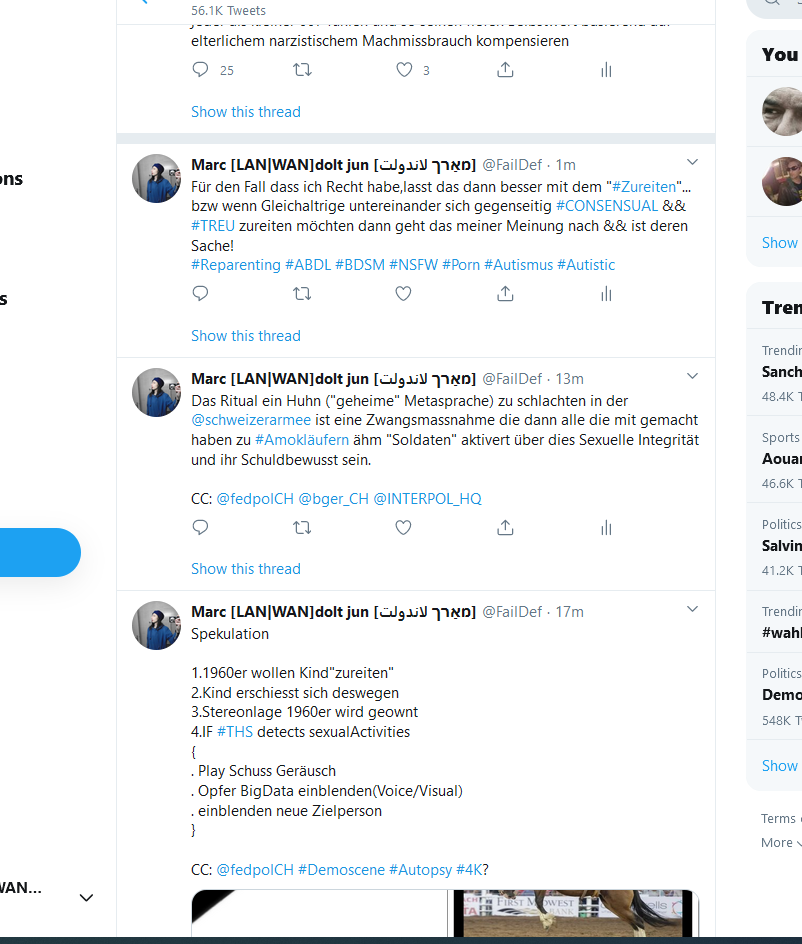 56.1K Tweets
elterlichem narzistischem Machmissbrauch kompensieren
25
3
Show this thread
Marc [LAN|WAN]dolt jun [מאַרך لاندولت] @FailDef · 1m
Für den Fall dass ich Recht habe,lasst das dann besser mit dem "#Zureiten"...
bzw wenn Gleichaltrige untereinander sich gegenseitig #CONSENSUAL &&
#TREU zureiten möchten dann geht das meiner Meinung nach && ist deren
Sache!
#Reparenting #ABDL #BDSM #NSFW #Porn #Autismus #Autistic
Show this thread
Marc [LAN|WAN]dolt jun [מאַרך لاندولت] @FailDef · 13m
Das Ritual ein Huhn ("geheime" Metasprache) zu schlachten in der
@schweizerarmee ist eine Zwangsmassnahme die dann alle die mit gemacht
haben zu #Amokläufern ähm "Soldaten" aktivert über dies Sexuelle Integrität
und ihr Schuldbewusst sein.
CC: @fedpolCH @bger_CH @INTERPOL_HQ
Show this thread
Marc [LAN|WAN]dolt jun [מאַרך لاندولت] @FailDef · 17m
Spekulation
1.1960er wollen Kind"zureiten"
2.Kind erschiesst sich deswegen
3.Stereonlage 1960er wird geownt
4.IF #THS detects sexualActivities
{
. Play Schuss Geräusch
. Opfer BigData einblenden(Voice/Visual)
. einblenden neue Zielperson
}
CC: @fedpolCH #Demoscene #Autopsy #4K?
FIRST MIDWEST
BANK
ons
s
WAN...
You
Show
Tren
Trendin
Sanch
48.4K T
Sports
Aouar
46.6K T
Politics
Salvin
41.2K T
Trendin
#wahl
Politics
Demo
548K T
Show
Terms
More